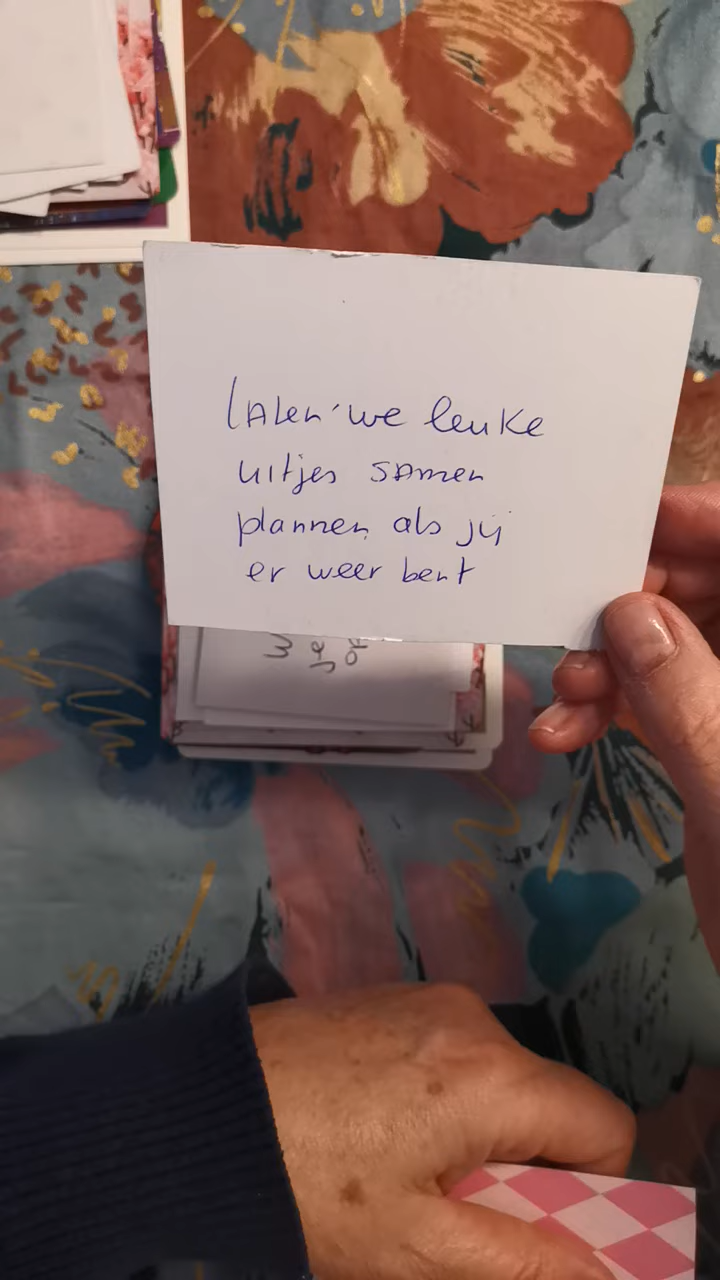 Laten we leuke
uitjes samen
plannen als jij
er weer bent